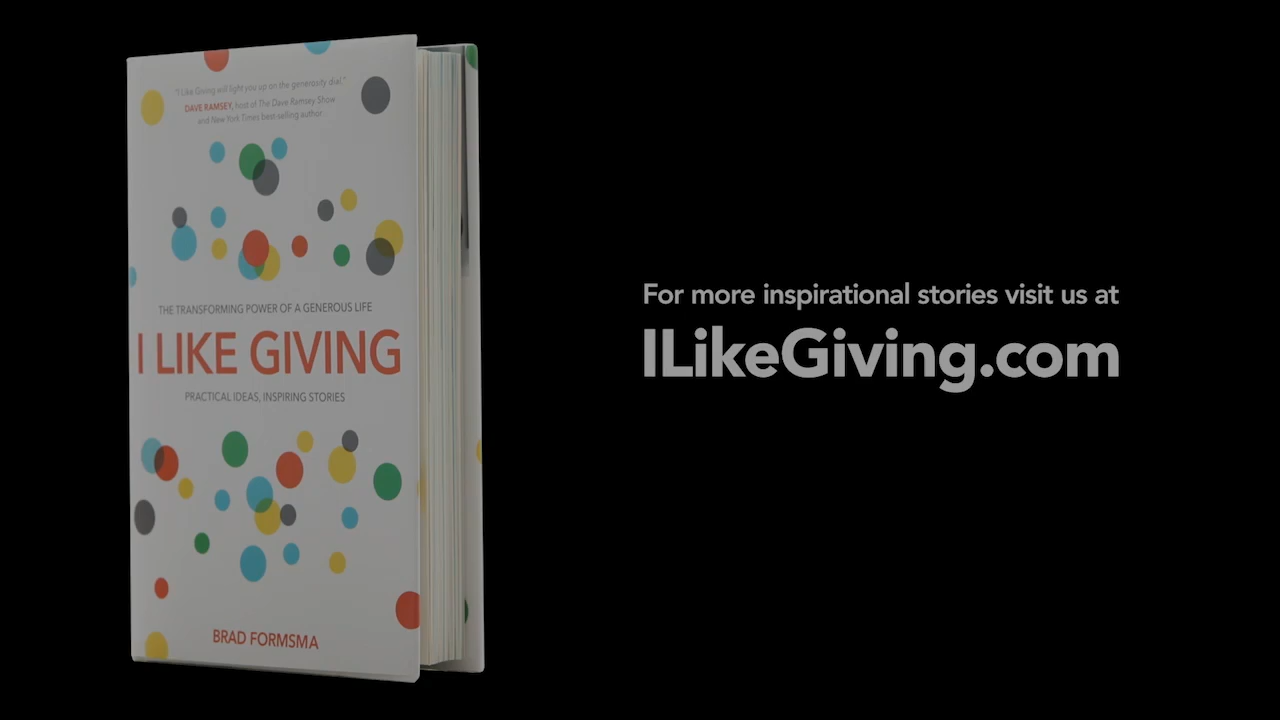 "I Like Giving will light you up on the generosity dial."
DAVE RAMSEY, host of The Dave Ramsey Show
and New York Times best-selling author
THE TRANSFORMING POWER OF A GENEROUS LIFE
I LIKE GIVING
PRACTICAL IDEAS, INSPIRING STORIES
BRAD FORMSMA
For more inspirational stories visit us at
ILikeGiving.com